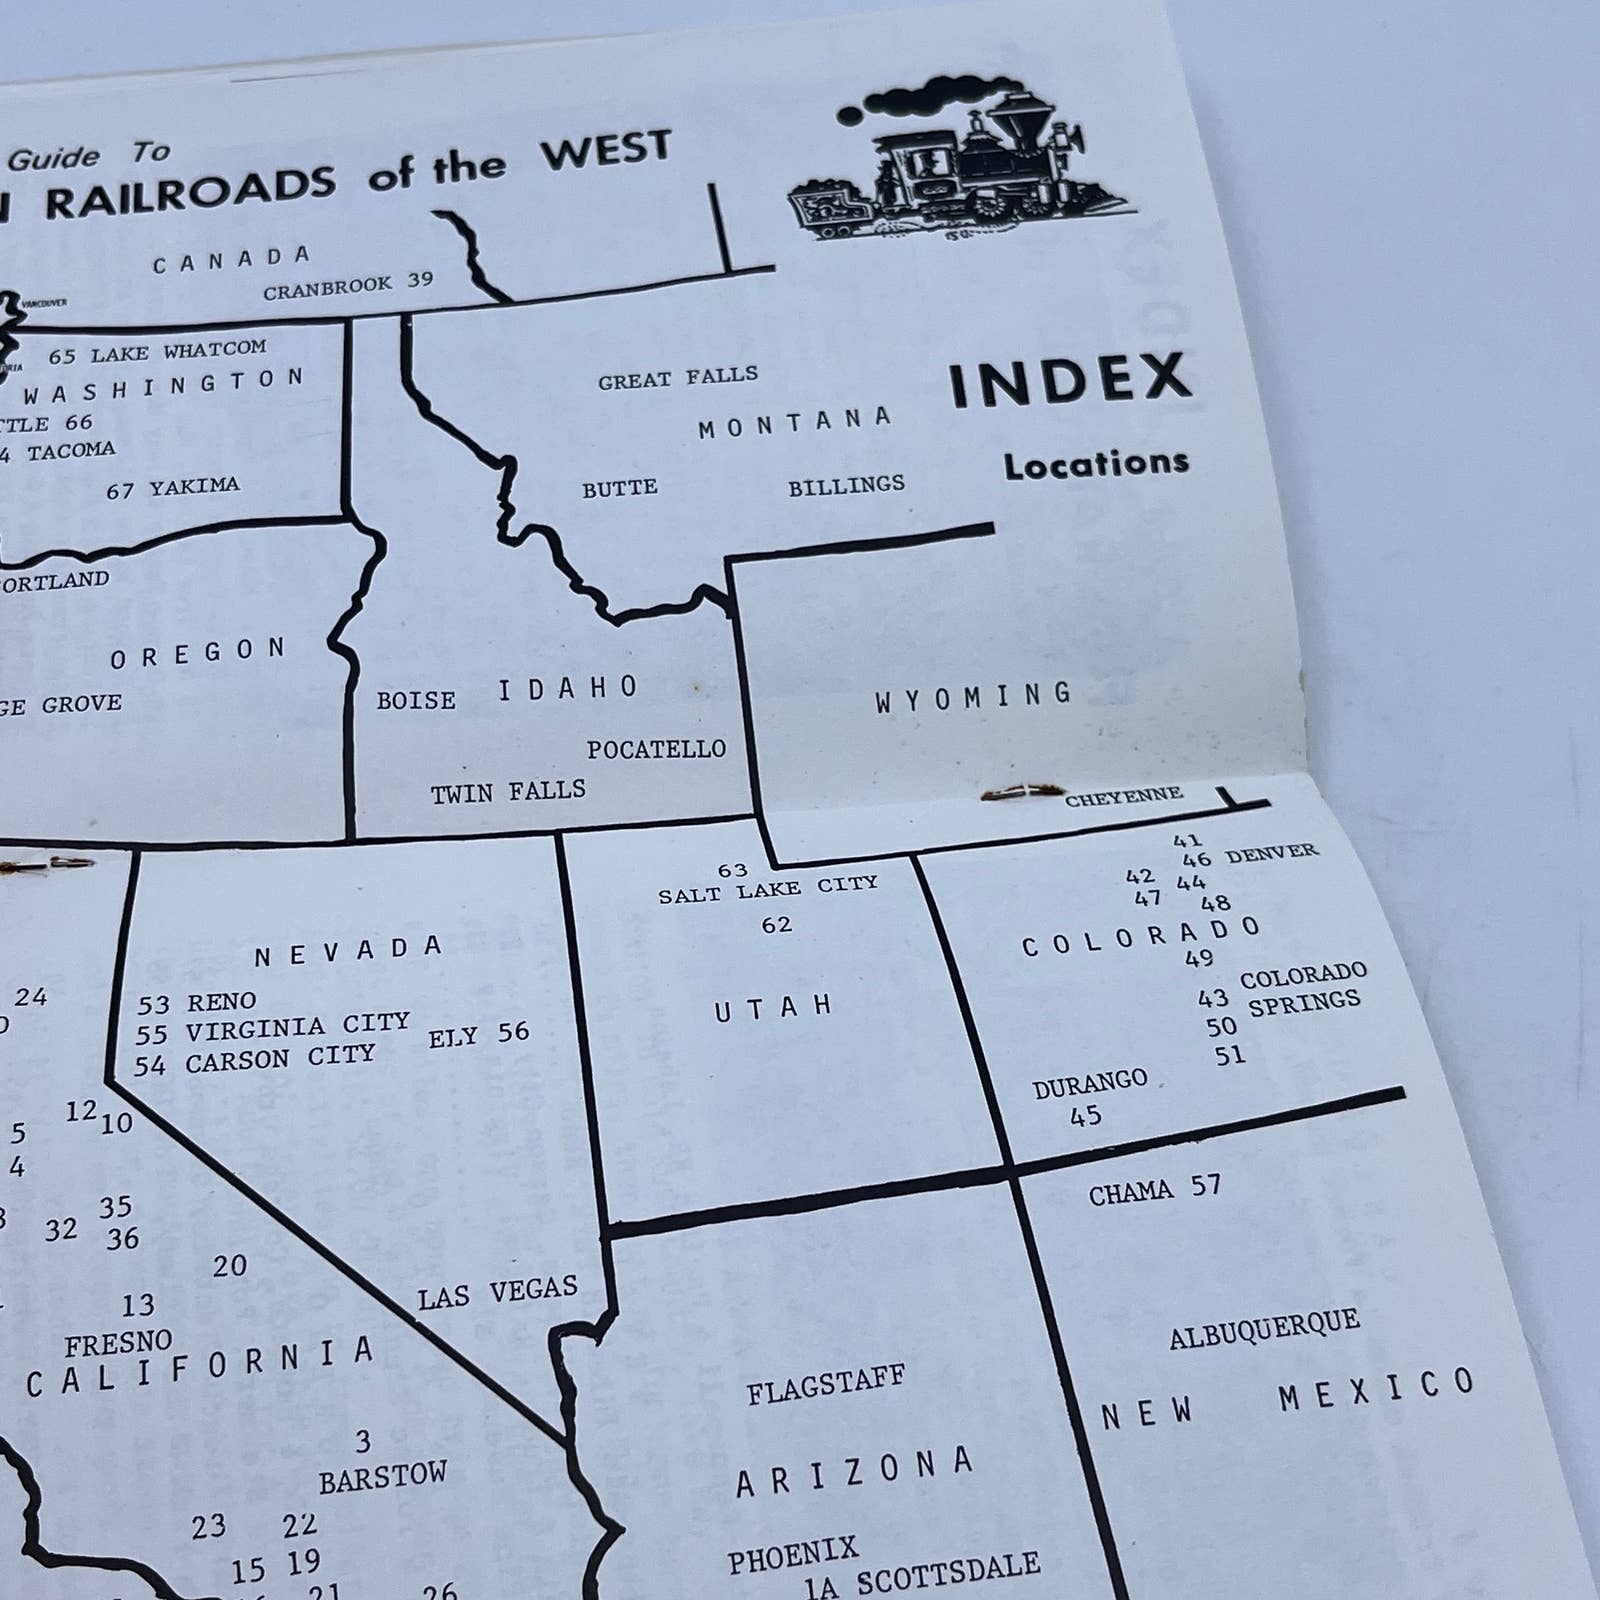 Guide To
RAILROADS of the WEST
CANADA
CRANBROOK 39
VANCOUVER
65 LAKE WHATCOM
WASHINGTON
66
TACOMA
67 YAKIMA
GREAT FALLS
MONTANA
BUTTE
BILLINGS
INDEX
Locations
OREGON
GROVE
BOISE
IDAHO
POCATELLO
TWIN FALLS
WYOMING
CHEYENNE
NEVADA
53 RENO
55 VIRGINIA CITY
54 CARSON CITY
ELY 56
LAS VEGAS
63
SALT LAKE CITY
62
UTAH
41
46 DENVER
42 44
47 48
COLORADO
49
43 COLORADO
SPRINGS
50
51
DURANGO
45
24
12
10
5
4
35
32
36
20
13
FRESNO
CALIFORNIA
3
BARSTOW
23 22
15 19
21 26
CHAMA 57
ALBUQUERQUE
NEW MEXICO
FLAGSTAFF
ARIZONA
PHOENIX
1A SCOTTSDALE